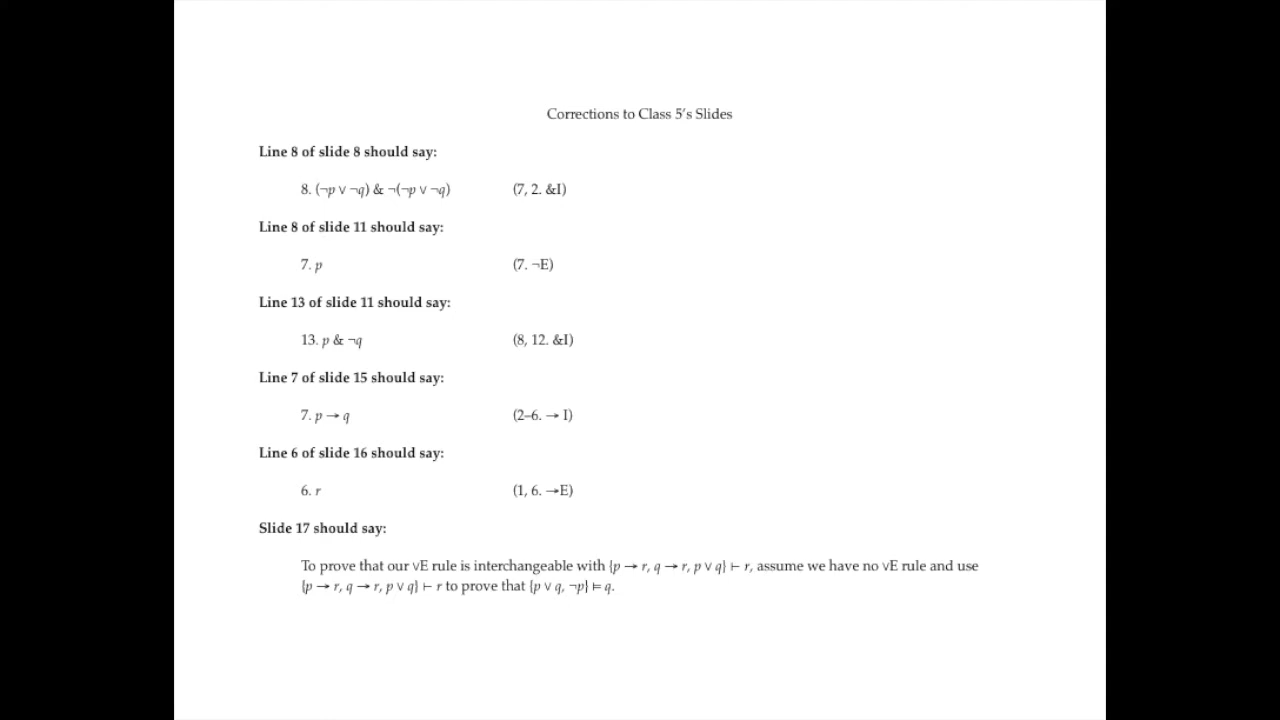 Corrections to Class 5's Slides
Line 8 of slide 8 should say:
8. (¬p ∨ ¬q) & ¬(¬p ∨ ¬q) (7, 2. &I)
Line 8 of slide 11 should say:
7. p (7. ¬E)
Line 13 of slide 11 should say:
13. p & ¬q (8, 12. &I)
Line 7 of slide 15 should say:
7. p → q (2–6. → I)
Line 6 of slide 16 should say:
6. r (1, 6. →E)
Slide 17 should say:
To prove that our ∨E rule is interchangeable with {p → r, q → r, p ∨ q} ⊢ r, assume we have no ∨E rule and use
{p → r, q → r, p ∨ q} ⊢ r to prove that {p ∨ q, ¬p} ⊨ q.